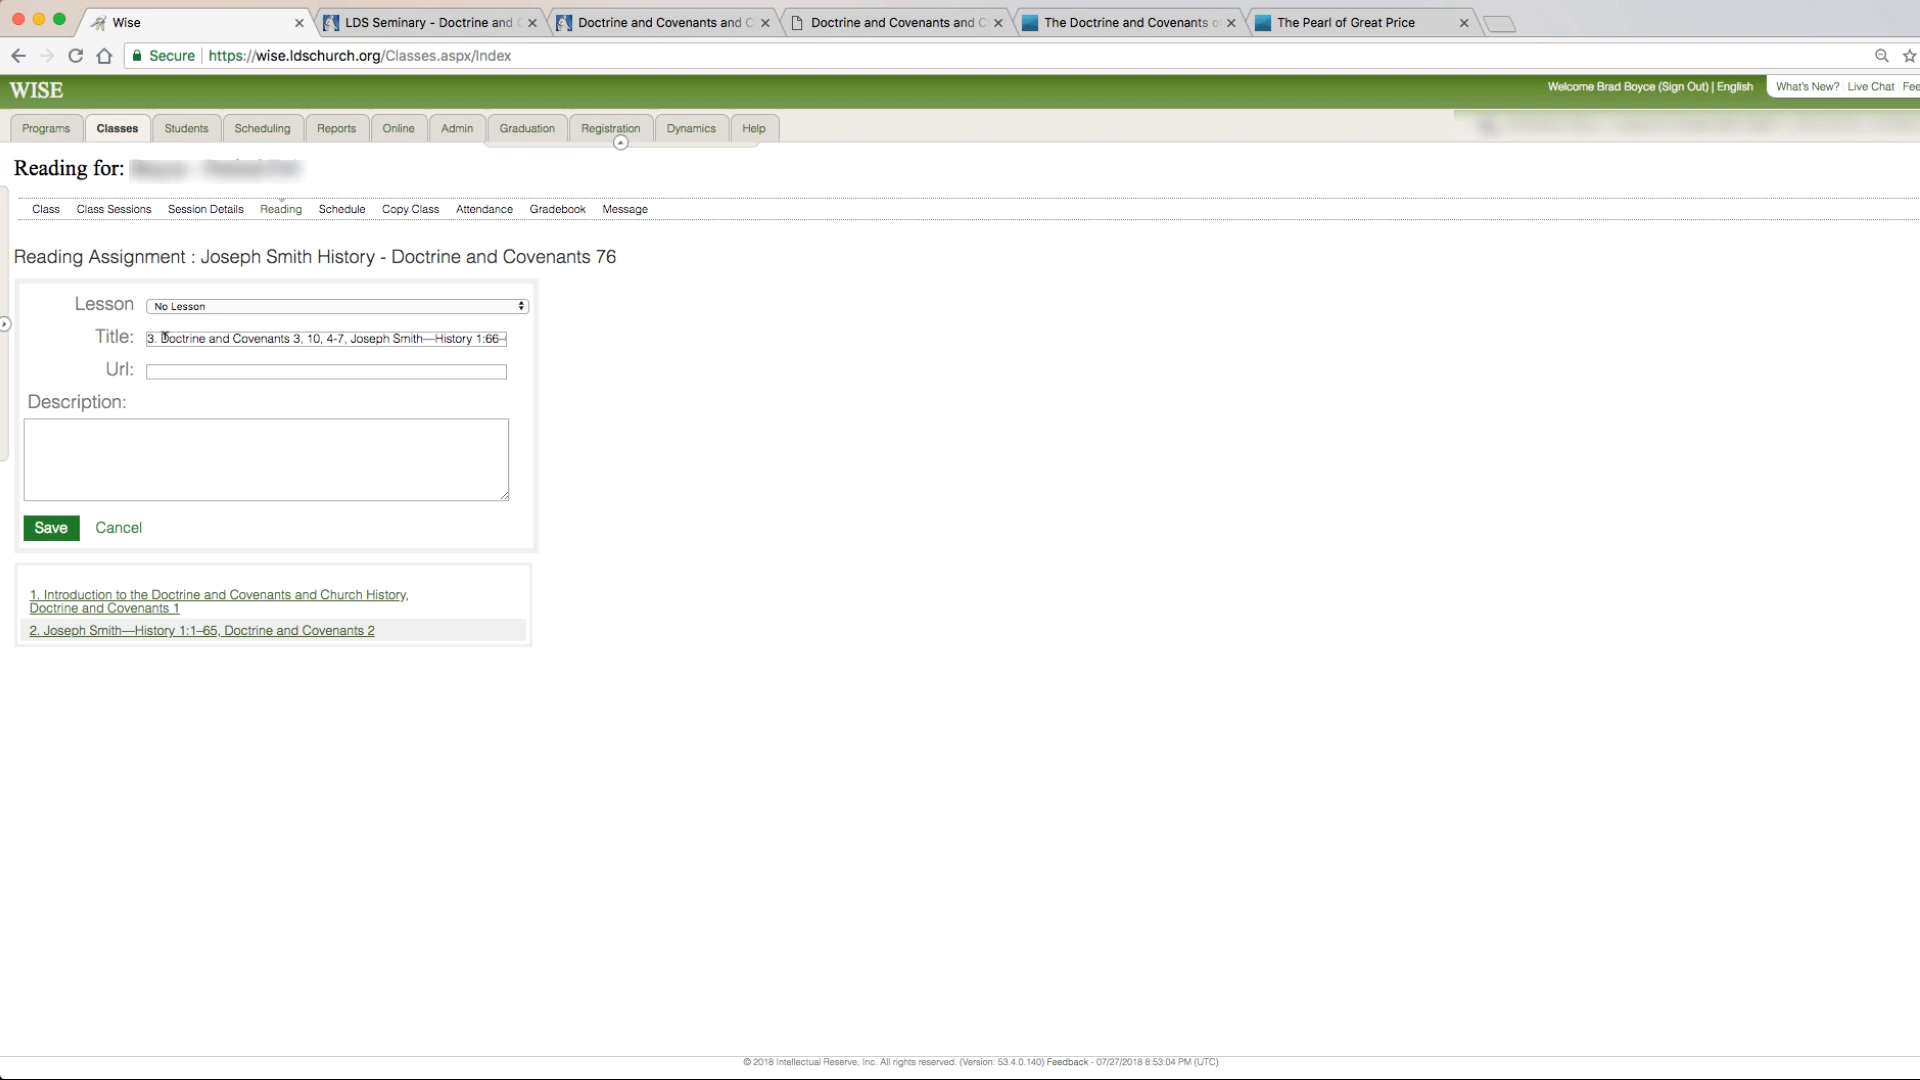 Wise
LDS Seminary - Doctrine and C
Doctrine and Covenants and C
Doctrine and Covenants and C
The Doctrine and Covenants o
The Pearl of Great Price
Secure https://wise.ldschurch.org/Classes.aspx/Index
WISE
Welcome Brad Boyce (Sign Out) | English
What's New? Live Chat Fee
Programs Classes Students Scheduling Reports Online Admin Graduation Registration Dynamics Help
Reading for:
Class Class Sessions Session Details Reading Schedule Copy Class Attendance Gradebook Message
Reading Assignment : Joseph Smith History - Doctrine and Covenants 76
Lesson No Lesson
Title: 3. Doctrine and Covenants 3, 10, 4-7, Joseph Smith—History 1:66–
Url:
Description:
Save Cancel
1. Introduction to the Doctrine and Covenants and Church History,
Doctrine and Covenants 1
2. Joseph Smith—History 1:1–65, Doctrine and Covenants 2
© 2018 Intellectual Reserve, Inc. All rights reserved. (Version: 53.4.0.140) Feedback - 07/27/2018 8:53:04 PM (UTC)